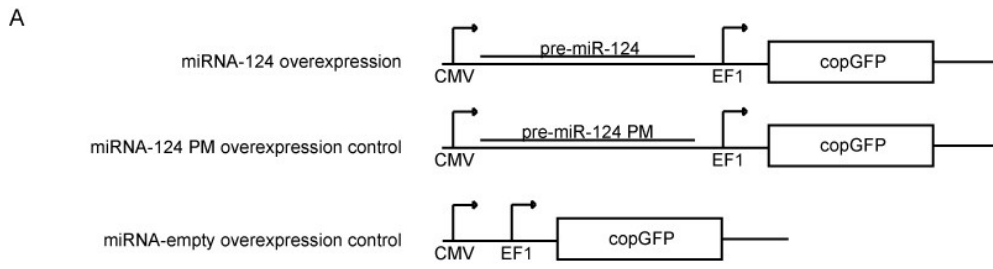 A
miRNA-124 overexpression
pre-miR-124
CMV
EF1
copGFP
miRNA-124 PM overexpression control
pre-miR-124 PM
CMV
EF1
copGFP
miRNA-empty overexpression control
CMV
EF1
copGFP